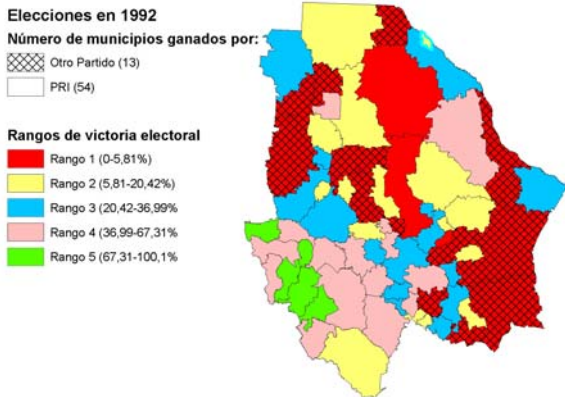 Elecciones en 1992
Número de municipios ganados por:
Otro Partido (13)
PRI (54)
Rangos de victoria electoral
Rango 1 (0-5,81%)
Rango 2 (5,81-20,42%)
Rango 3 (20,42-36,99%
Rango 4 (36,99-67,31%
Rango 5 (67,31-100,1%